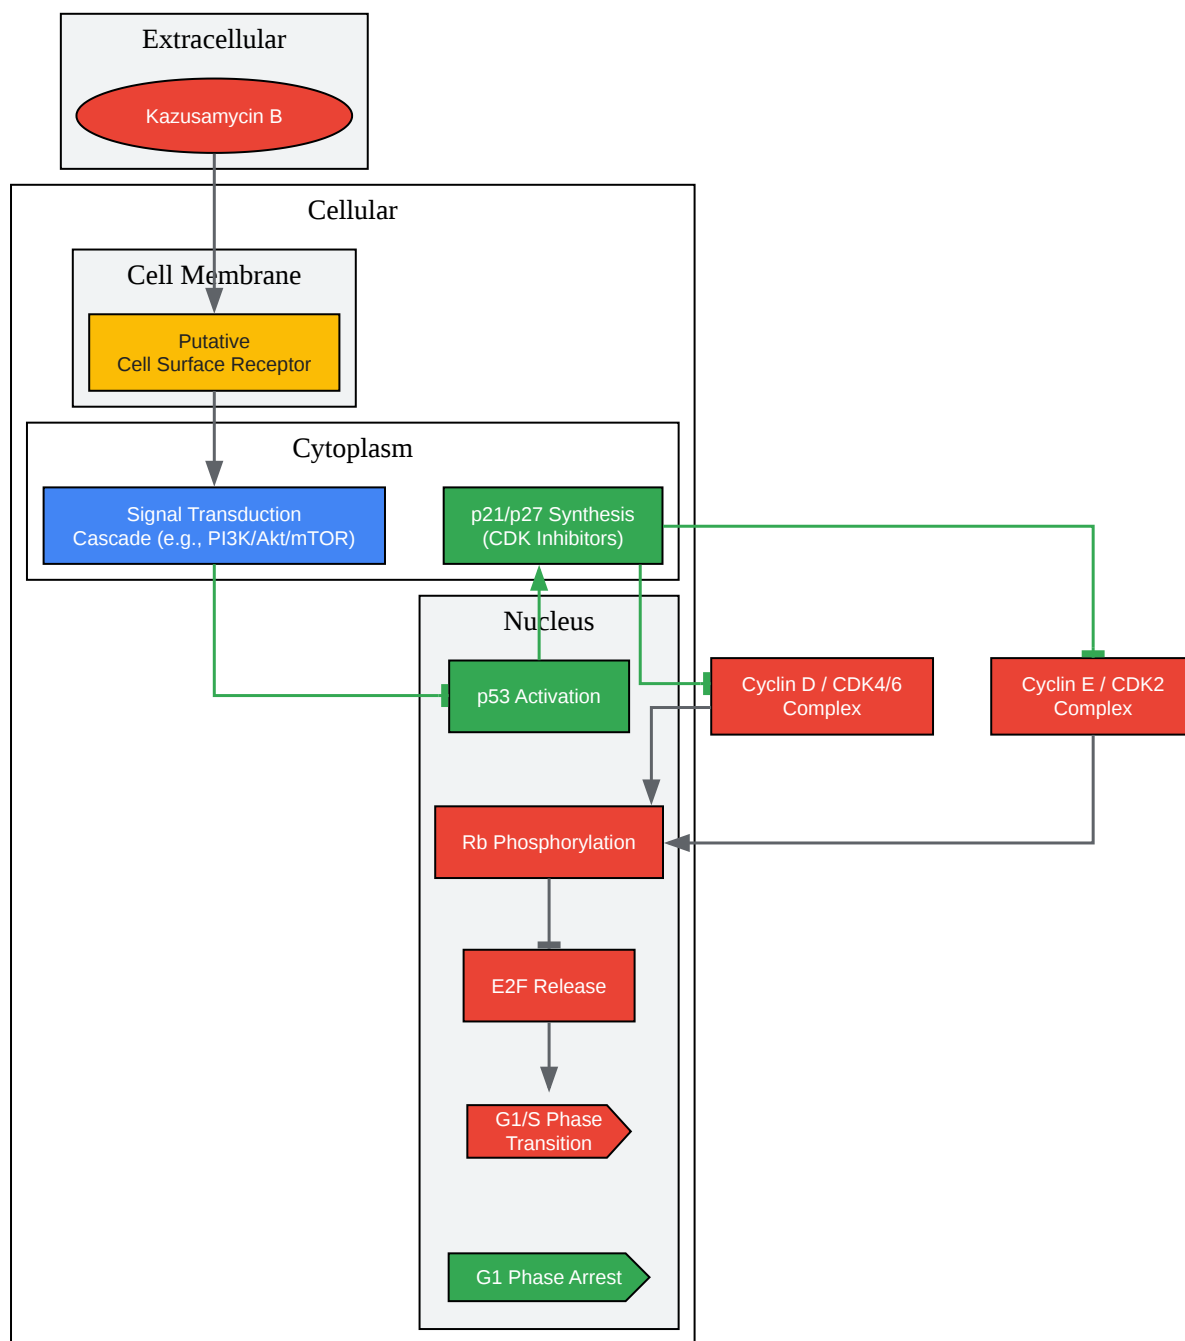 Extracellular
Kazusamycin B
Cellular
Cell Membrane
Putative
Cell Surface Receptor
Cytoplasm
Signal Transduction
Cascade (e.g., PI3K/Akt/mTOR)
p21/p27 Synthesis
(CDK Inhibitors)
Nucleus
p53 Activation
Cyclin D / CDK4/6
Complex
Cyclin E / CDK2
Complex
Rb Phosphorylation
E2F Release
G1/S Phase
Transition
G1 Phase Arrest